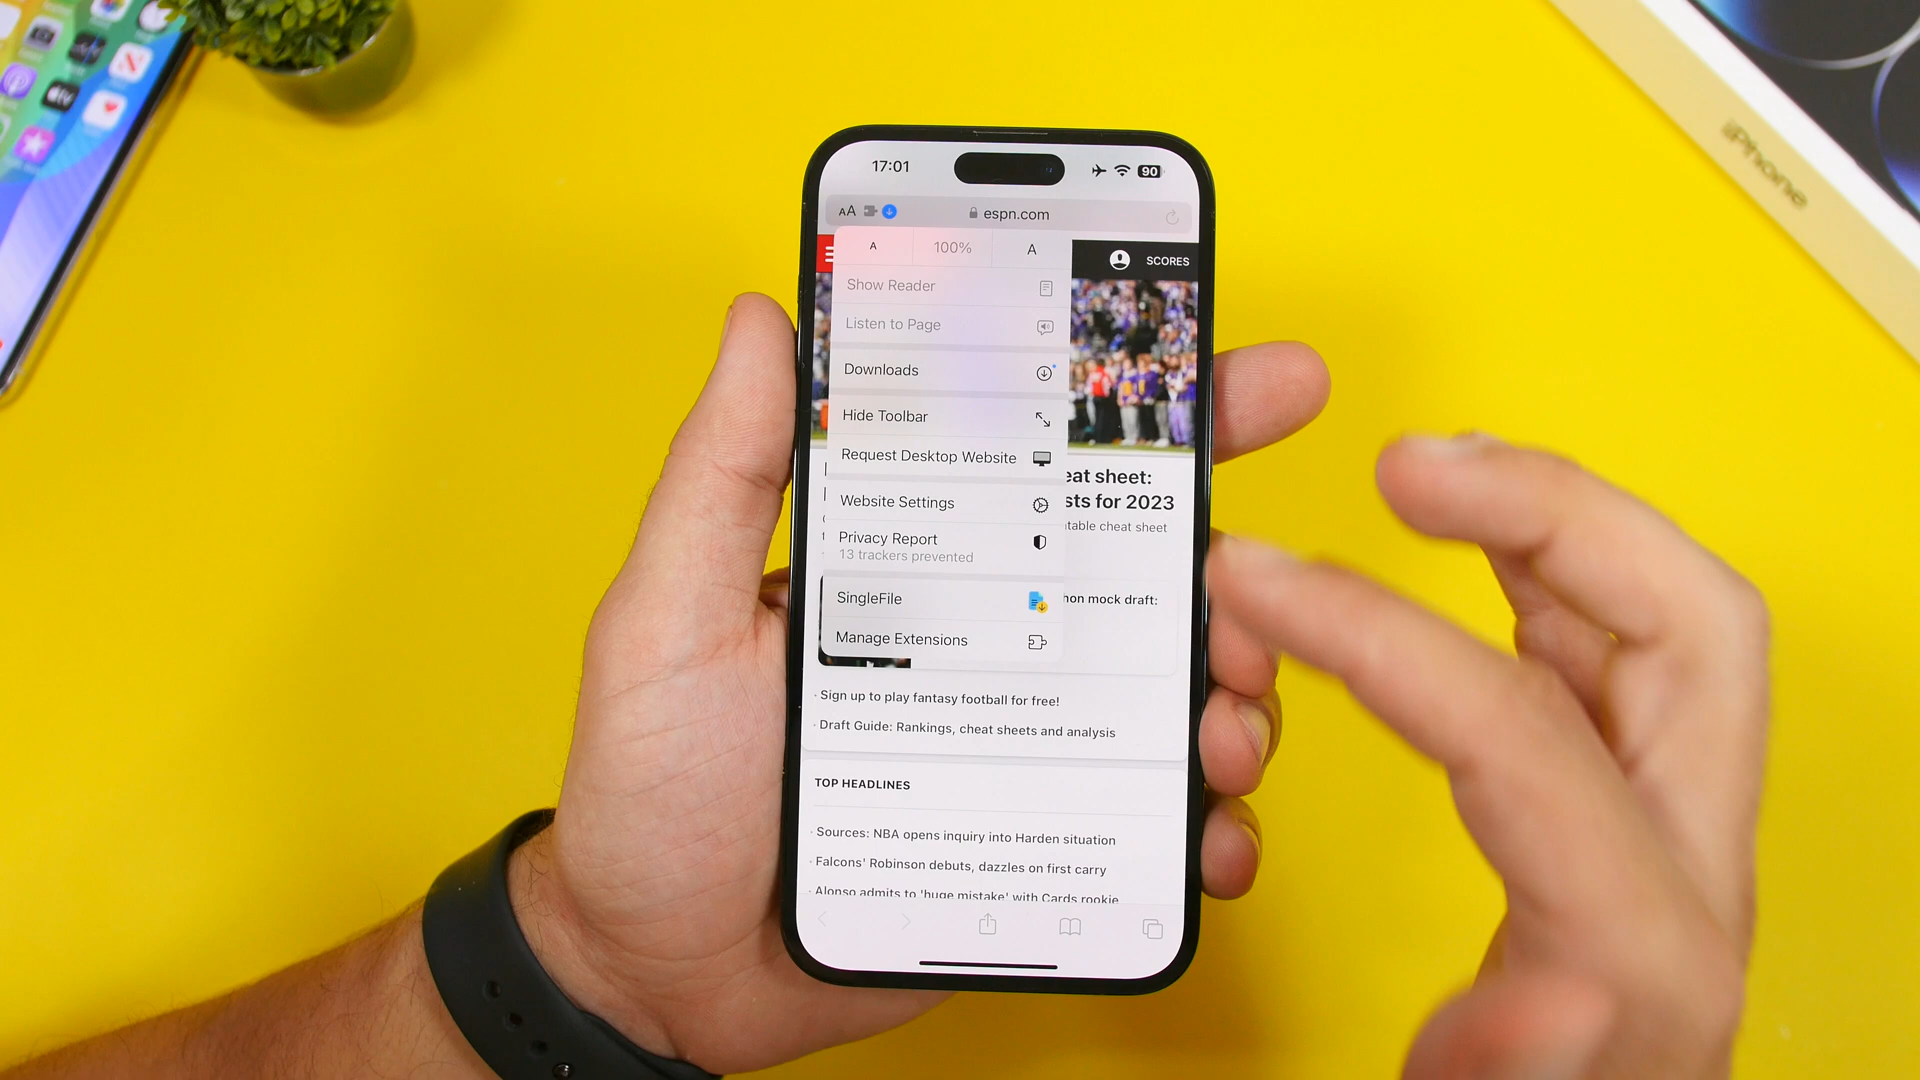 17:01
90
AA
espn.com
A
100%
A
SCORES
Show Reader
Listen to Page
Downloads
Hide Toolbar
Request Desktop Website
eat sheet:
Website Settings
sts for 2023
table cheat sheet
Privacy Report
13 trackers prevented
SingleFile
hon mock draft:
Manage Extensions
· Sign up to play fantasy football for free!
· Draft Guide: Rankings, cheat sheets and analysis
TOP HEADLINES
· Sources: NBA opens inquiry into Harden situation
· Falcons' Robinson debuts, dazzles on first carry
· Alonso admits to 'huge mistake' with Cards rookie
iPhone
tv